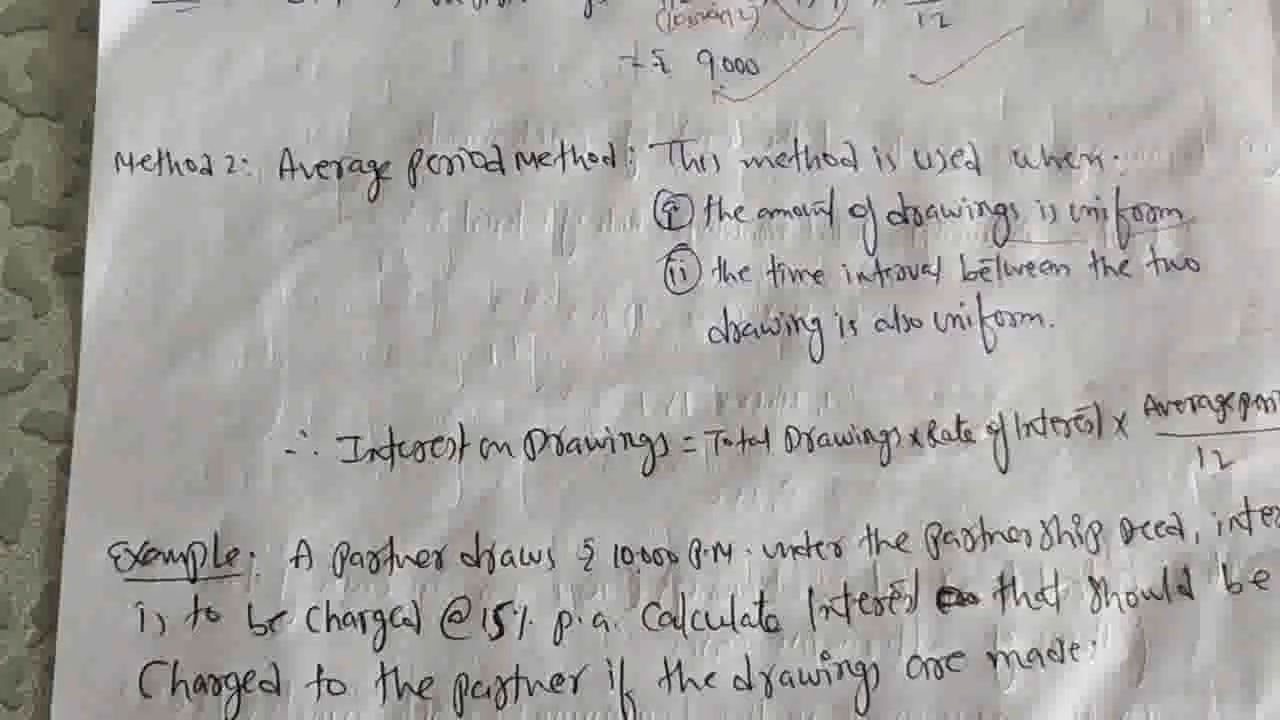 12
= ₹ 9,000
Method 2: Average period Method: This method is used when:
(i) the amount of drawings is uniform
(ii) the time intraval between the two
drawing is also uniform.
∴ Interest on Drawings = Total Drawings x Rate of Interest x Average peri
12
Example: A partner draws ₹ 10,000 P.M. under the partnership Deed, inter
is to be charged @ 15% p.a. Calculate Interest that should be
Charged to the partner if the drawings are made: